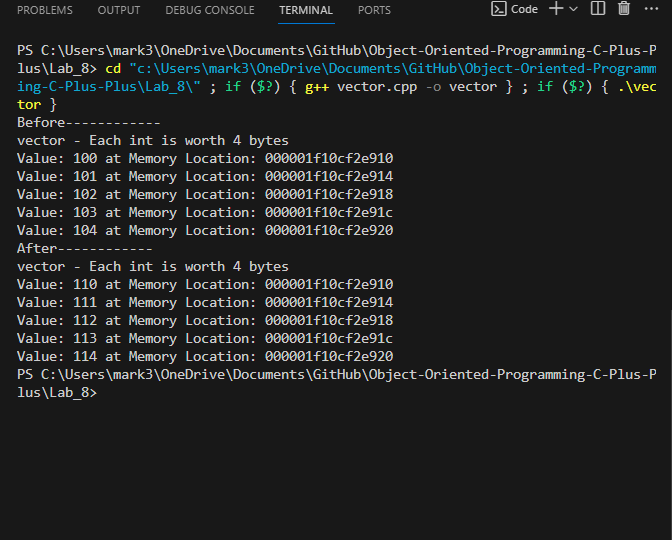 PROBLEMS OUTPUT DEBUG CONSOLE TERMINAL PORTS Code
PS C:\Users\mark3\OneDrive\Documents\GitHub\Object-Oriented-Programming-C-Plus-P
lus\Lab_8> cd "c:\Users\mark3\OneDrive\Documents\GitHub\Object-Oriented-Programm
ing-C-Plus-Plus\Lab_8\" ; if ($?) { g++ vector.cpp -o vector } ; if ($?) { .\vec
tor }
Before------------
vector - Each int is worth 4 bytes
Value: 100 at Memory Location: 000001f10cf2e910
Value: 101 at Memory Location: 000001f10cf2e914
Value: 102 at Memory Location: 000001f10cf2e918
Value: 103 at Memory Location: 000001f10cf2e91c
Value: 104 at Memory Location: 000001f10cf2e920
After------------
vector - Each int is worth 4 bytes
Value: 110 at Memory Location: 000001f10cf2e910
Value: 111 at Memory Location: 000001f10cf2e914
Value: 112 at Memory Location: 000001f10cf2e918
Value: 113 at Memory Location: 000001f10cf2e91c
Value: 114 at Memory Location: 000001f10cf2e920
PS C:\Users\mark3\OneDrive\Documents\GitHub\Object-Oriented-Programming-C-Plus-P
lus\Lab_8>